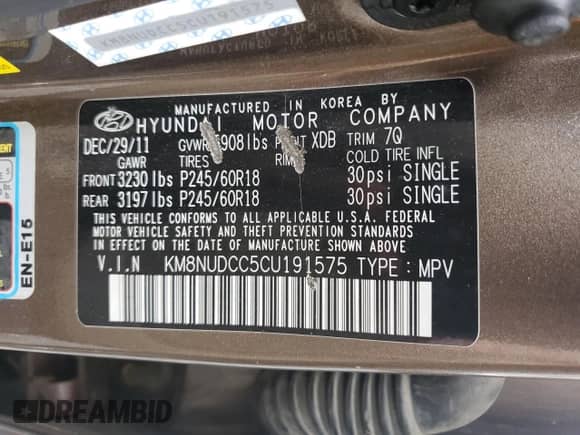 KM8NUDCC5CU191575
MANUFACTURED IN KOREA BY
HYUNDAI MOTOR COMPANY
DEC/29/11 GVWR 5908lbs PAINT XDB TRIM 7Q
GAWR TIRES RIM COLD TIRE INFL
FRONT 3230 lbs P245/60R18 30psi SINGLE
REAR 3197 lbs P245/60R18 30psi SINGLE
THIS VEHICLE CONFORMS TO ALL APPLICABLE U.S.A. FEDERAL
MOTOR VEHICLE SAFETY AND THEFT PREVENTION STANDARDS
IN EFFECT ON THE DATE OF MANUFACTURE SHOWN ABOVE.
V.I.N KM8NUDCC5CU191575 TYPE : MPV
EN-E15
DREAMBID